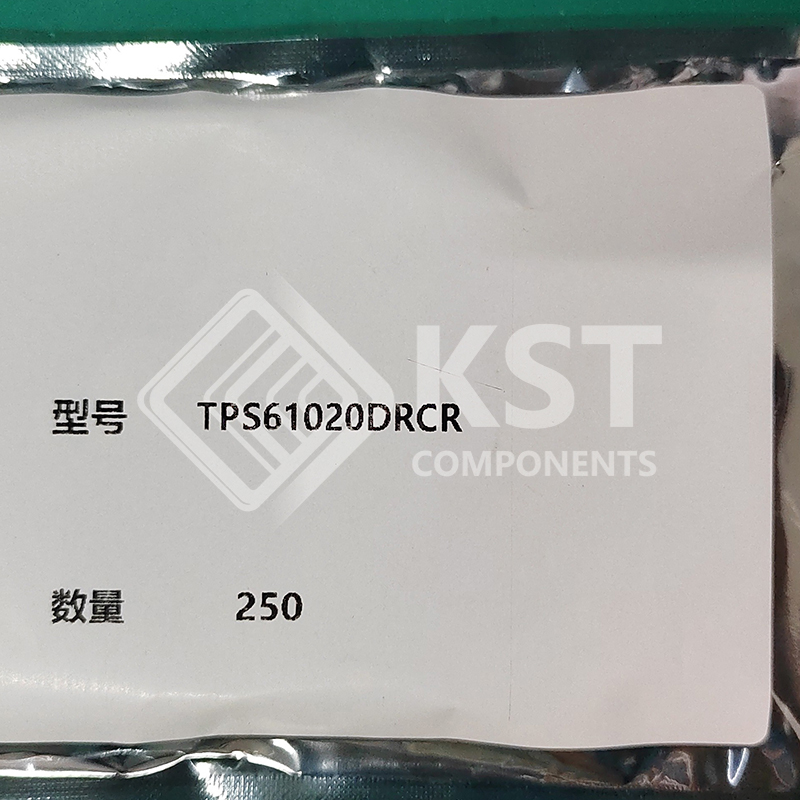 KST
型号 TPS61020DRCR
COMPONENTS
数量 250